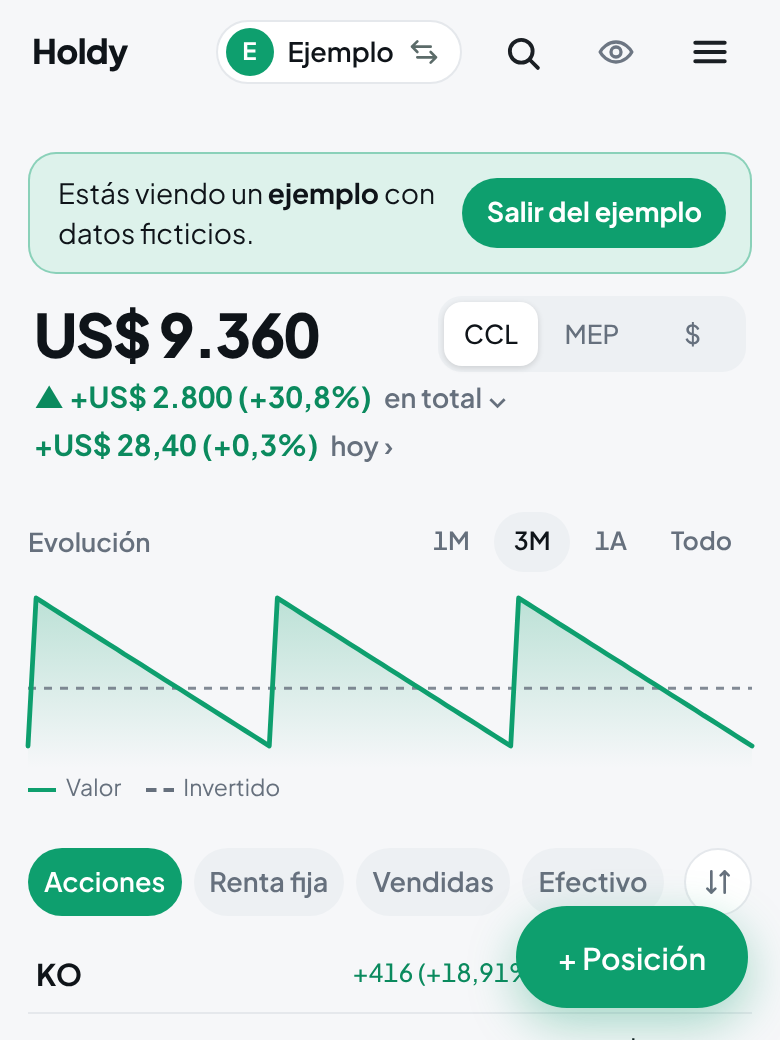 Holdy
E Ejemplo
Estás viendo un ejemplo con
datos ficticios.
Salir del ejemplo
US$ 9.360
CCL MEP $
▲ +US$ 2.800 (+30,8%) en total
+US$ 28,40 (+0,3%) hoy ›
Evolución
1M 3M 1A Todo
Valor Invertido
Acciones Renta fija Vendidas Efectivo
KO
+416 (+18,91%
+ Posición